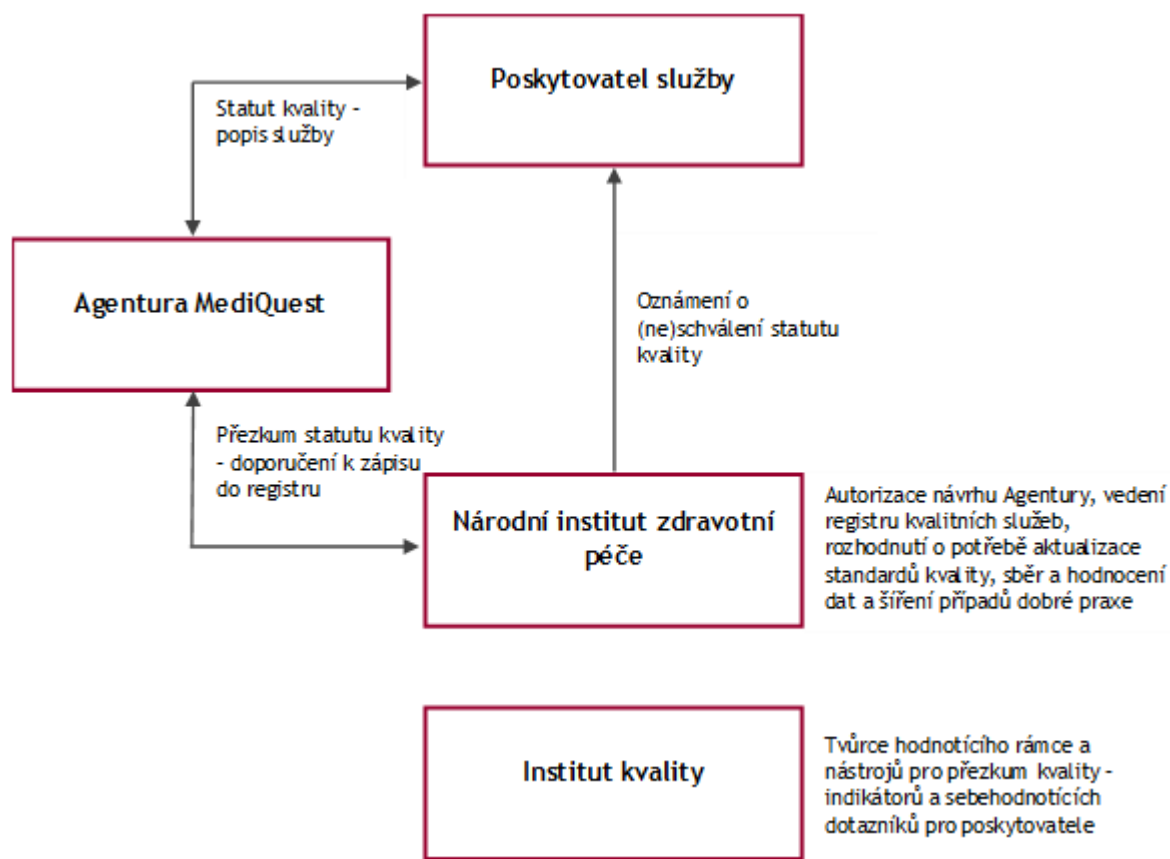 Poskytovatel služby
Statut kvality –
popis služby
Agentura MediQuest
Oznámení o
(ne)schválení statutu
kvality
Přezkum statutu kvality
– doporučení k zápisu
do registru
Národní institut zdravotní
péče
Autorizace návrhu Agentury, vedení
registru kvalitních služeb,
rozhodnutí o potřebě aktualizace
standardů kvality, sběr a hodnocení
dat a šíření případů dobré praxe
Institut kvality
Tvůrce hodnotícího rámce a
nástrojů pro přezkum kvality –
indikátorů a sebehodnotících
dotazníků pro poskytovatele